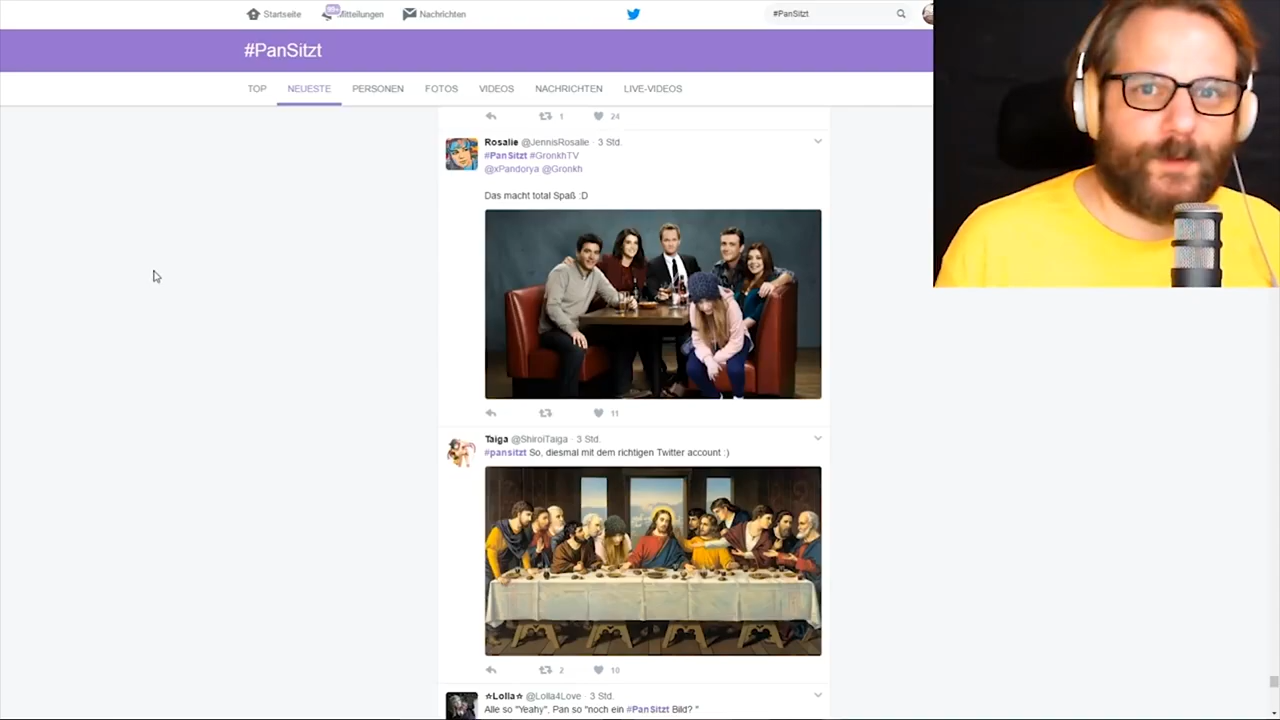 Startseite
99+
Mitteilungen
Nachrichten
#PanSitzt
#PanSitzt
TOP
NEUESTE
PERSONEN
FOTOS
VIDEOS
NACHRICHTEN
LIVE-VIDEOS
1
24
Rosalie @JennisRosalie · 3 Std.
#PanSitzt #GronkhTV
@xPandorya @Gronkh
Das macht total Spaß :D
11
Taiga @ShiroiTaiga · 3 Std.
#pansitzt So, diesmal mit dem richtigen Twitter account :)
2
10
☆Lolla☆ @Lolla4Love · 3 Std.
Alle so "Yeahy". Pan so "noch ein #PanSitzt Bild? "